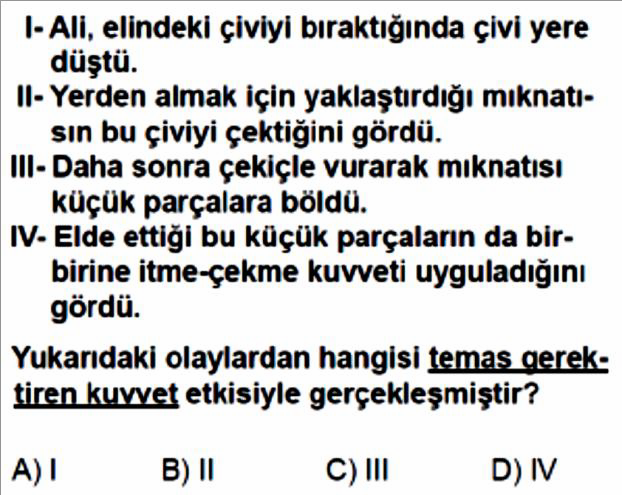 I- Ali, elindeki çiviyi bıraktığında çivi yere
düştü.
II- Yerden almak için yaklaştırdığı mıknatı-
sın bu çiviyi çektiğini gördü.
III- Daha sonra çekiçle vurarak mıknatısı
küçük parçalara böldü.
IV- Elde ettiği bu küçük parçaların da bir-
birine itme-çekme kuvveti uyguladığını
gördü.
Yukarıdaki olaylardan hangisi temas gerek-
tiren kuvvet etkisiyle gerçekleşmiştir?
A) I B) II C) III D) IV